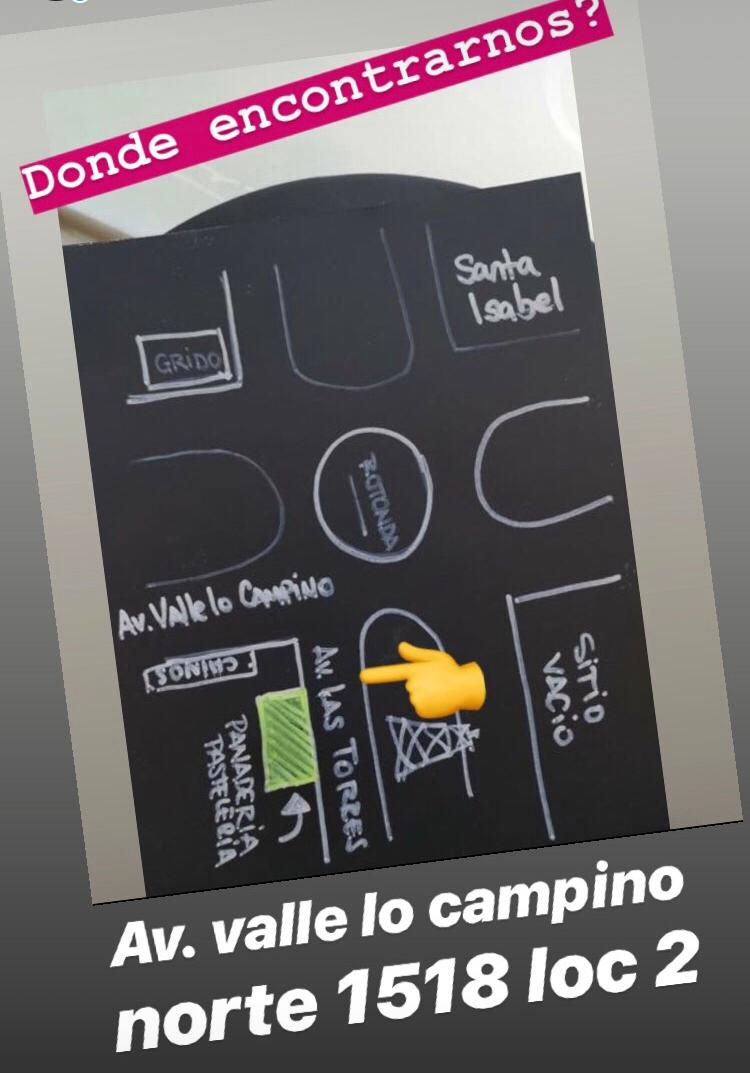 Donde encontrarnos?
Santa
Isabel
GRIDO
ROTONDA
Av. Valle lo CAMPINO
CHINOS
AV. LAS TORRES
SITIO
VACIO
PANADERIA
PASTELERIA
Av. valle lo campino
norte 1518 loc 2